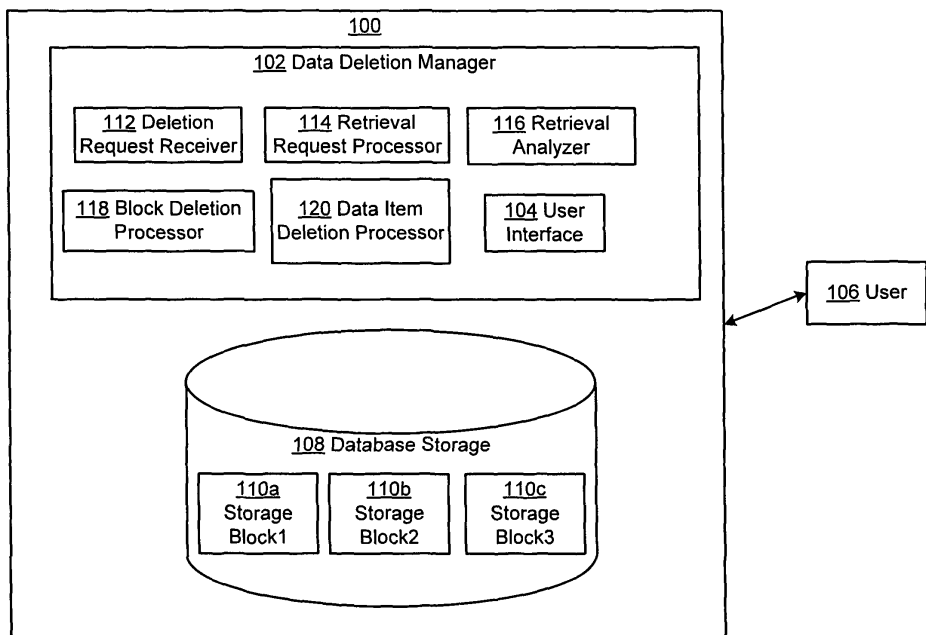 100
102 Data Deletion Manager
112 Deletion
Request Receiver
114 Retrieval
Request Processor
116 Retrieval
Analyzer
118 Block Deletion
Processor
120 Data Item
Deletion Processor
104 User
Interface
106 User
108 Database Storage
110a
Storage
Block1
110b
Storage
Block2
110c
Storage
Block3